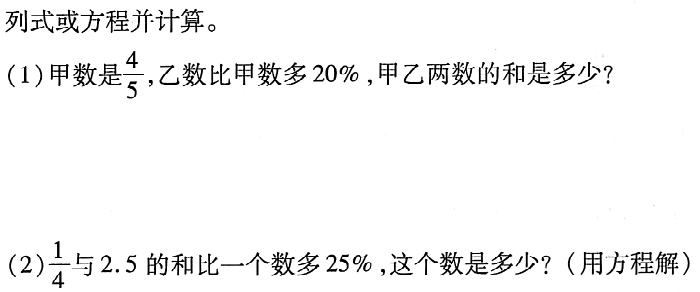 列式或方程并计算。
(1)甲数是4/5,乙数比甲数多20%,甲乙两数的和是多少?
(2)1/4与2.5的和比一个数多25%,这个数是多少?(用方程解)